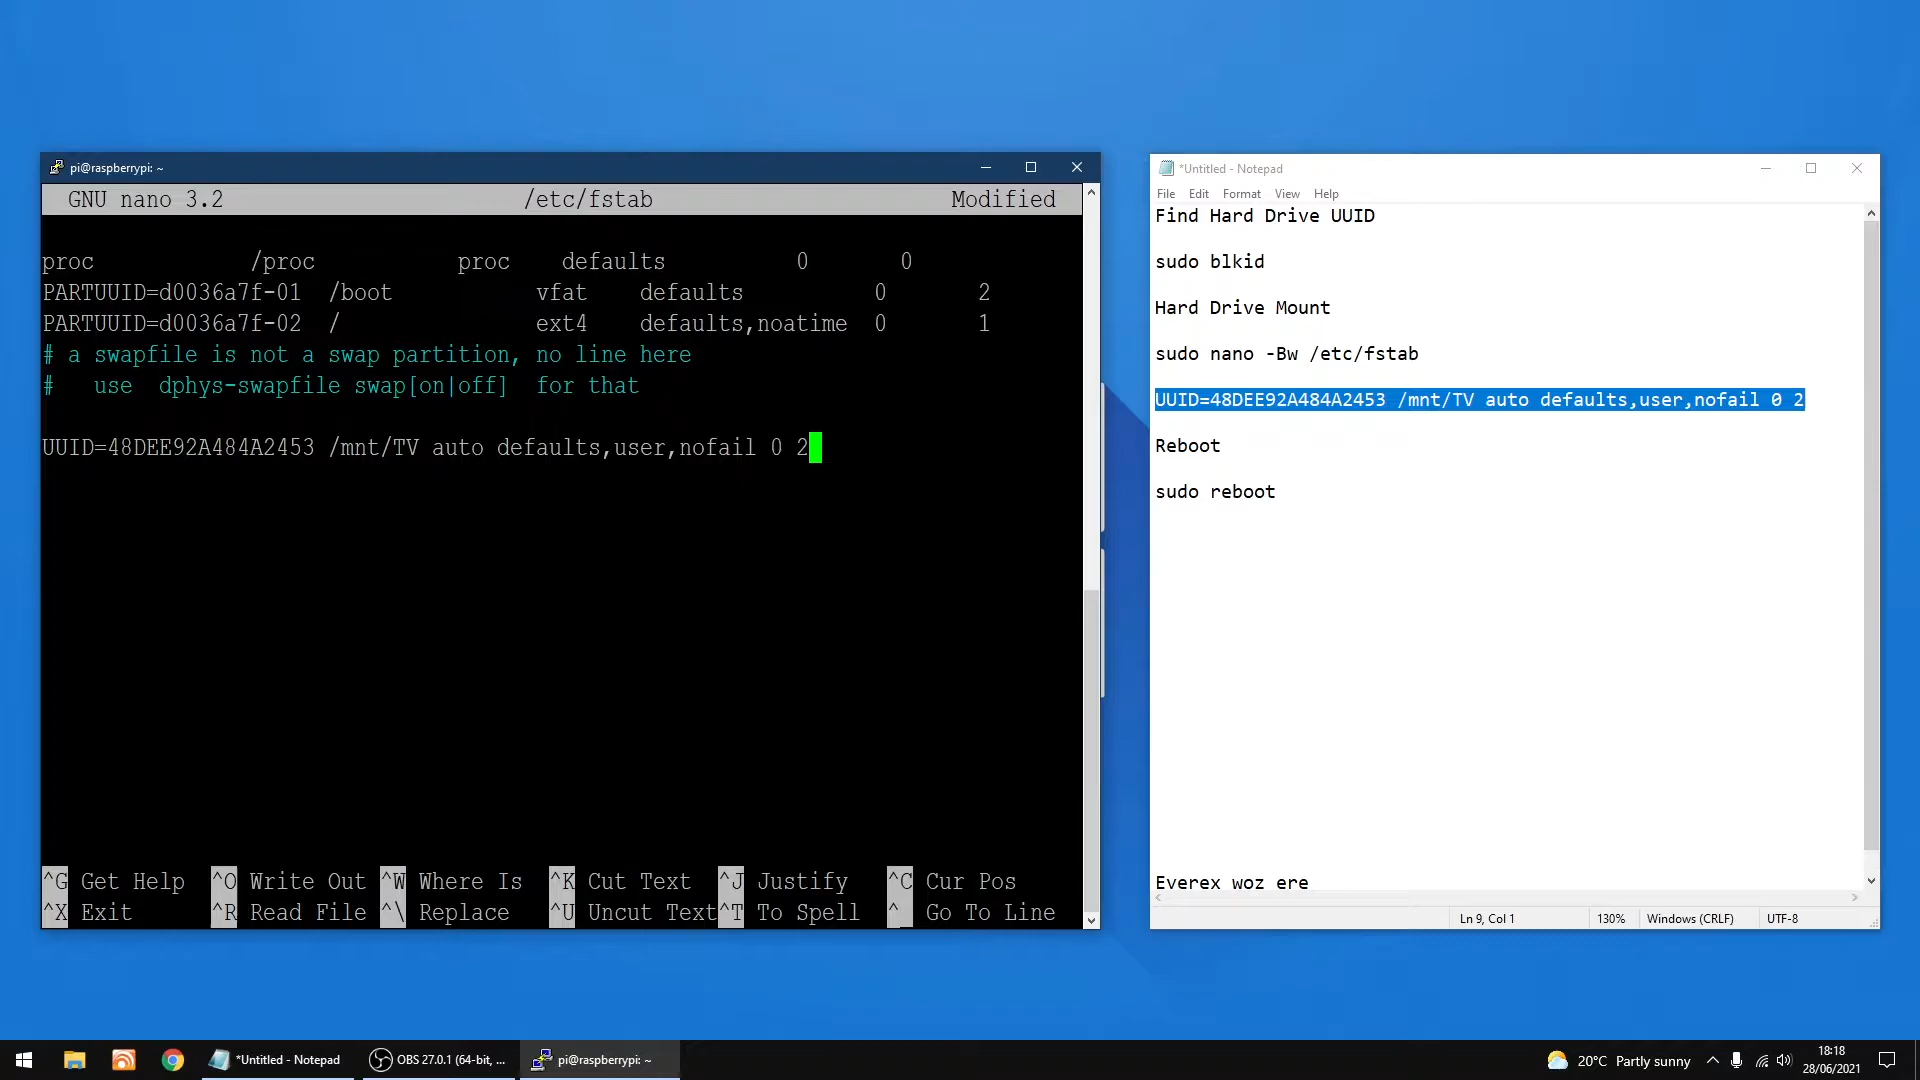 pi@raspberrypi: ~
GNU nano 3.2 /etc/fstab Modified
proc /proc proc defaults 0 0
PARTUUID=d0036a7f-01 /boot vfat defaults 0 2
PARTUUID=d0036a7f-02 / ext4 defaults,noatime 0 1
# a swapfile is not a swap partition, no line here
# use dphys-swapfile swap[on|off] for that
UUID=48DEE92A484A2453 /mnt/TV auto defaults,user,nofail 0 2
^G Get Help ^O Write Out ^W Where Is ^K Cut Text ^J Justify ^C Cur Pos
^X Exit ^R Read File ^\ Replace ^U Uncut Text ^T To Spell ^_ Go To Line
*Untitled - Notepad
File Edit Format View Help
Find Hard Drive UUID
sudo blkid
Hard Drive Mount
sudo nano -Bw /etc/fstab
UUID=48DEE92A484A2453 /mnt/TV auto defaults,user,nofail 0 2
Reboot
sudo reboot
Everex woz ere
Ln 9, Col 1 130% Windows (CRLF) UTF-8
*Untitled - Notepad OBS 27.0.1 (64-bit, ... pi@raspberrypi: ~ 20°C Partly sunny 18:18
28/06/2021